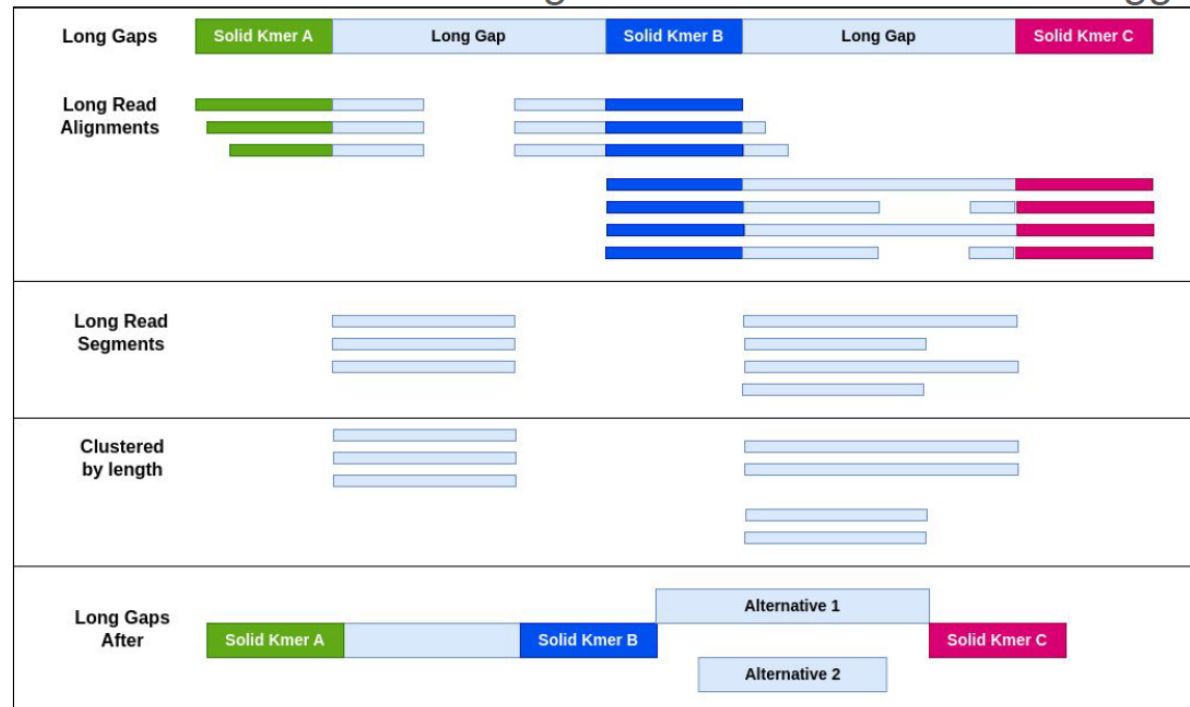 Long Gaps
Solid Kmer A
Long Gap
Solid Kmer B
Long Gap
Solid Kmer C
Long Read
Alignments
Long Read
Segments
Clustered
by length
Long Gaps
After
Solid Kmer A
Solid Kmer B
Alternative 1
Alternative 2
Solid Kmer C